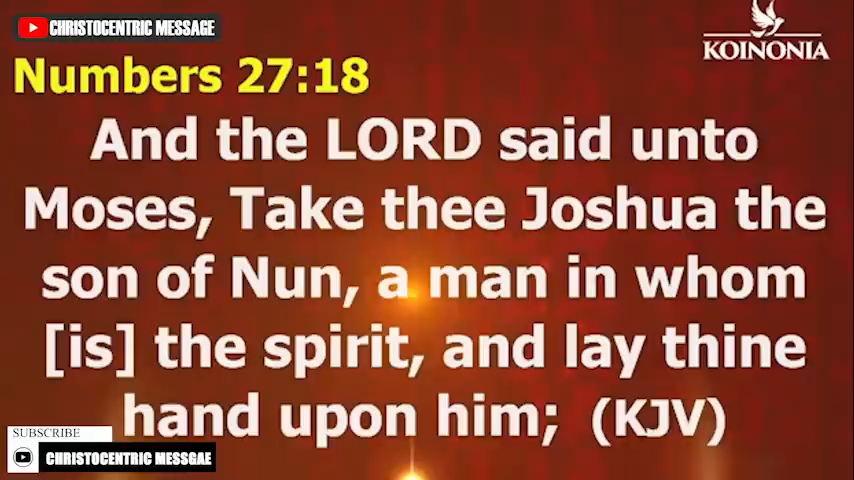 CHRISTOCENTRIC MESSAGE
KOINONIA
Numbers 27:18
And the LORD said unto
Moses, Take thee Joshua the
son of Nun, a man in whom
[is] the spirit, and lay thine
hand upon him; (KJV)
SUBSCRIBE
CHRISTOCENTRIC MESSGAE